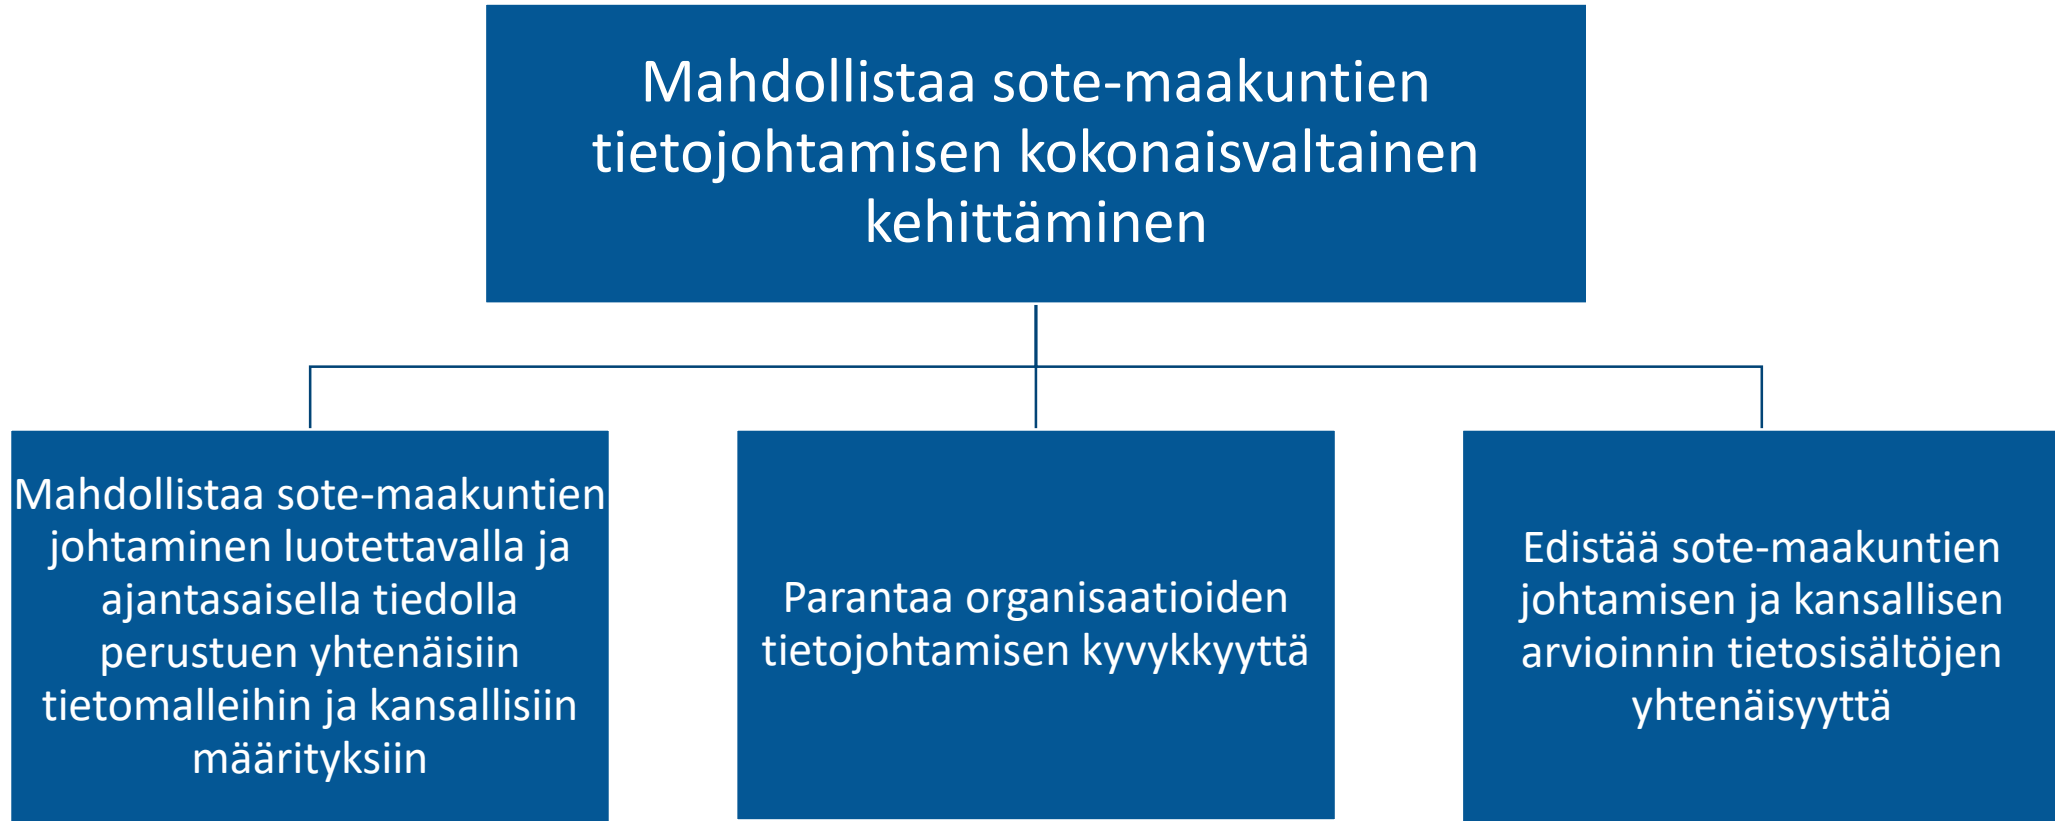 Mahdollistaa sote-maakuntien
tietojohtamisen kokonaisvaltainen
kehittäminen
Mahdollistaa sote-maakuntien
johtaminen luotettavalla ja
ajantasaisella tiedolla
perustuen yhtenäisiin
tietomalleihin ja kansallisiin
määrityksiin
Parantaa organisaatioiden
tietojohtamisen kyvykkyyttä
Edistää sote-maakuntien
johtamisen ja kansallisen
arvioinnin tietosisältöjen
yhtenäisyyttä